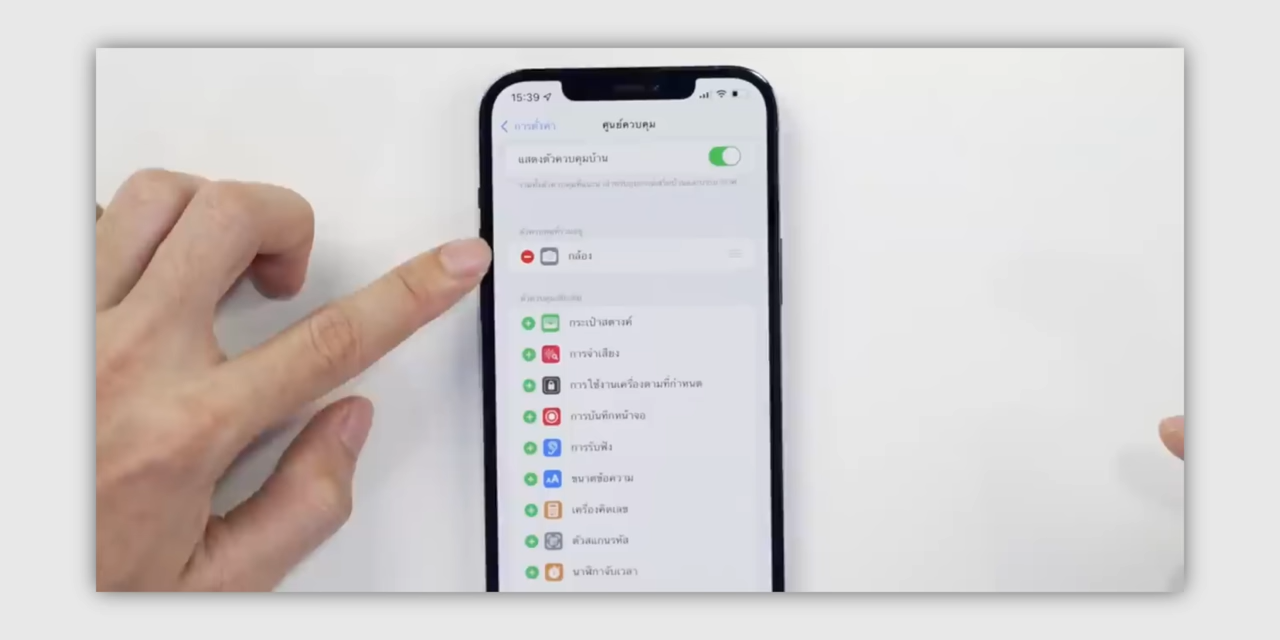 15:39
การตั้งค่า
ศูนย์ควบคุม
แสดงตัวควบคุมบ้าน
กล้อง
กระเป๋าสตางค์
การจำเสียง
การใช้งานเครื่องตามที่กำหนด
การบันทึกหน้าจอ
การรับฟัง
AA ขนาดข้อความ
เครื่องคิดเลข
ตัวสแกนรหัส
นาฬิกาจับเวลา